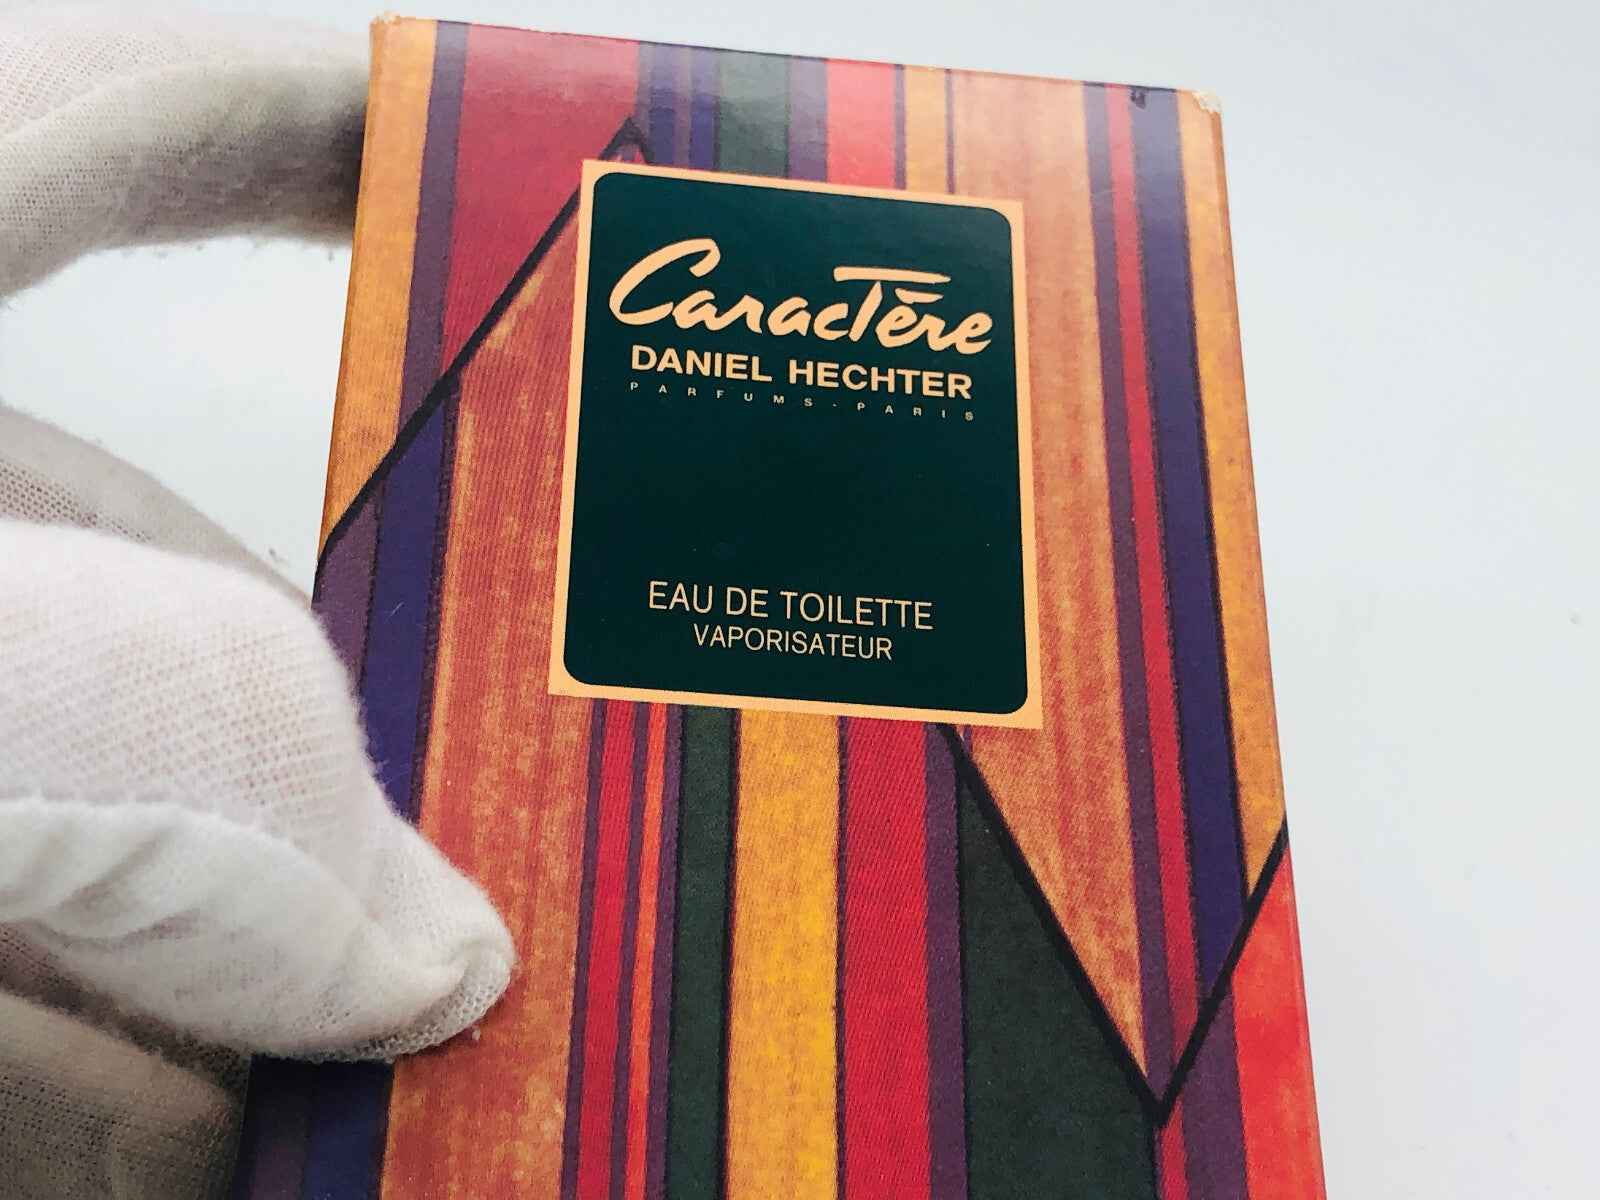 Caractère
DANIEL HECHTER
PARFUMS-PARIS
EAU DE TOILETTE
VAPORISATEUR